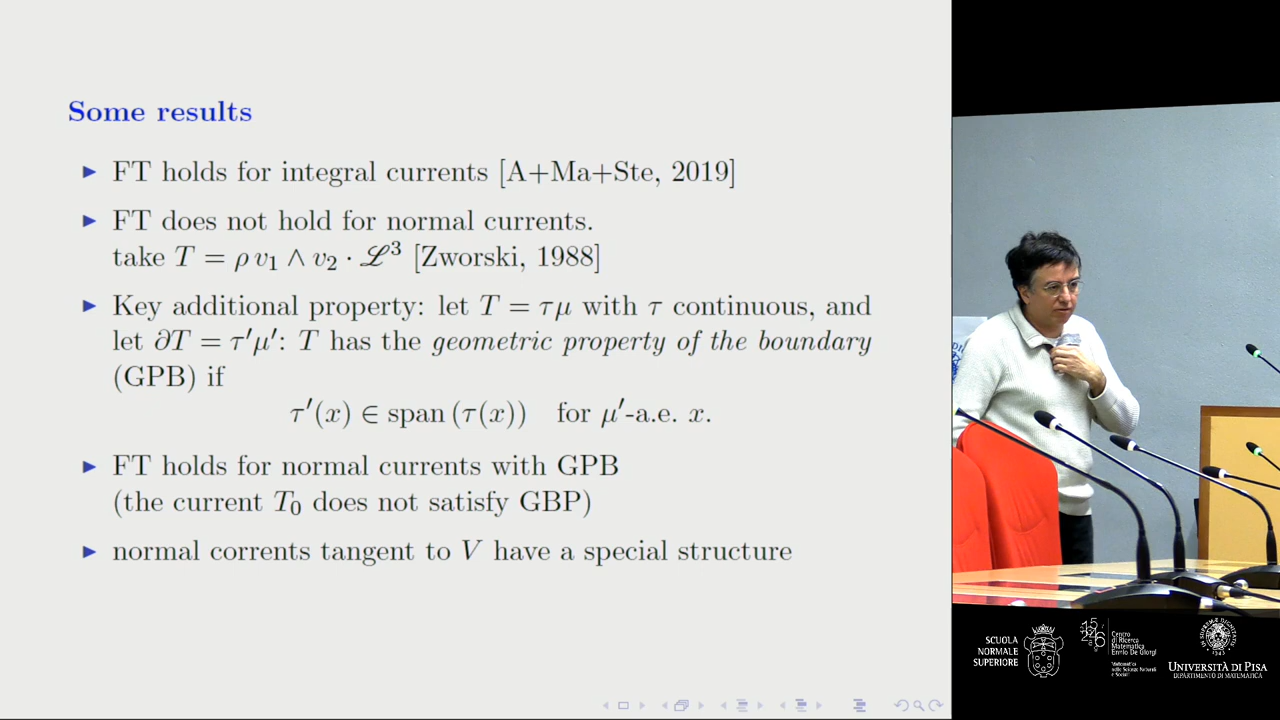 Some results
▶ FT holds for integral currents [A+Ma+Ste, 2019]
▶ FT does not hold for normal currents.
take T = ρ v₁ ∧ v₂ · ℒ³ [Zworski, 1988]
▶ Key additional property: let T = τμ with τ continuous, and
let ∂T = τ′μ′: T has the geometric property of the boundary
(GPB) if
τ′(x) ∈ span (τ(x)) for μ′-a.e. x.
▶ FT holds for normal currents with GPB
(the current T₀ does not satisfy GBP)
▶ normal corrents tangent to V have a special structure
SCUOLA
NORMALE
SUPERIORE
Centro
di Ricerca
Matematica
Ennio De Giorgi
UNIVERSITÀ DI PISA
DIPARTIMENTO DI MATEMATICA